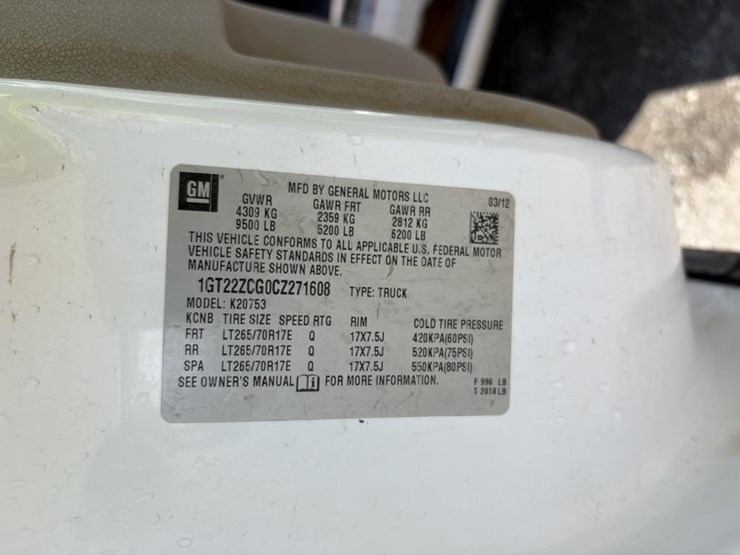 GM
MFD BY GENERAL MOTORS LLC 03/12
GVWR GAWR FRT GAWR RR
4309 KG 2359 KG 2812 KG
9500 LB 5200 LB 6200 LB
THIS VEHICLE CONFORMS TO ALL APPLICABLE U.S. FEDERAL MOTOR
VEHICLE SAFETY STANDARDS IN EFFECT ON THE DATE OF
MANUFACTURE SHOWN ABOVE.
1GT22ZCG0CZ271608 TYPE: TRUCK
MODEL: K20753
KCNB TIRE SIZE SPEED RTG RIM COLD TIRE PRESSURE
FRT LT265/70R17E Q 17X7.5J 420KPA(60PSI)
RR LT265/70R17E Q 17X7.5J 520KPA(75PSI)
SPA LT265/70R17E Q 17X7.5J 550KPA(80PSI)
SEE OWNER'S MANUAL FOR MORE INFORMATION.
F 996 LB
T 2018 LB